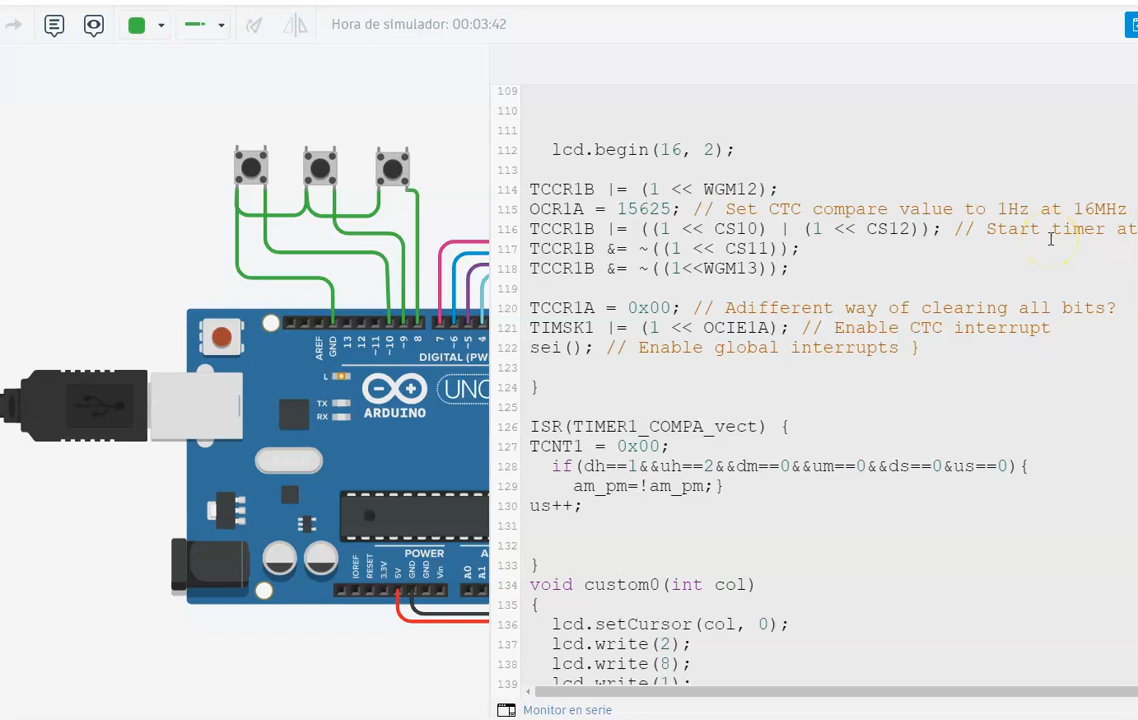 Hora de simulador: 00:03:42
109
110
111
112 lcd.begin(16, 2);
113
114 TCCR1B |= (1 << WGM12);
115 OCR1A = 15625; // Set CTC compare value to 1Hz at 16MHz
116 TCCR1B |= ((1 << CS10) | (1 << CS12)); // Start timer at
117 TCCR1B &= ~((1 << CS11));
118 TCCR1B &= ~((1<<WGM13));
120 TCCR1A = 0x00; // Adifferent way of clearing all bits?
121 TIMSK1 |= (1 << OCIE1A); // Enable CTC interrupt
122 sei(); // Enable global interrupts }
123
124 }
125
126 ISR(TIMER1_COMPA_vect) {
127 TCNT1 = 0x00;
128 if(dh==1&&uh==2&&dm==0&&um==0&&ds==0&us==0){
129 am_pm=!am_pm;}
130 us++;
131
132
133 }
134 void custom0(int col)
135 {
136 lcd.setCursor(col, 0);
137 lcd.write(2);
138 lcd.write(8);
139 lcd.write(1);
Monitor en serie
AREF
GND
13
12
~11
~10
~9
8
7
~6
~5
4
DIGITAL (PW
L
TX
RX
ARDUINO
UNO
IOREF
RESET
3.3V
5V
GND
GND
Vin
POWER
A0
A1